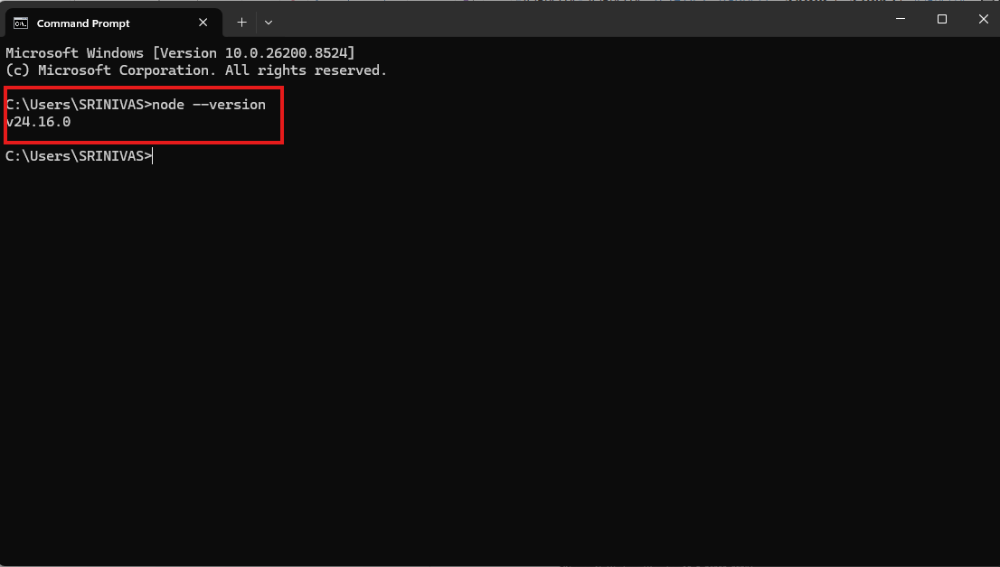 Command Prompt
Microsoft Windows [Version 10.0.26200.8524]
(c) Microsoft Corporation. All rights reserved.
C:\Users\SRINIVAS>node --version
v24.16.0
C:\Users\SRINIVAS>